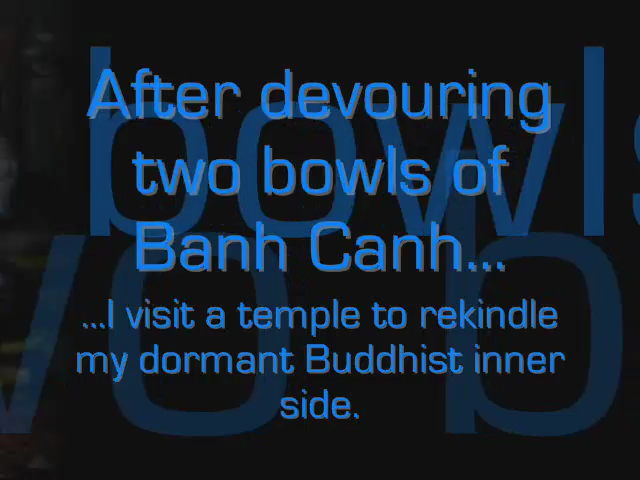 After devouring
two bowls of
Banh Canh...
...I visit a temple to rekindle
my dormant Buddhist inner
side.